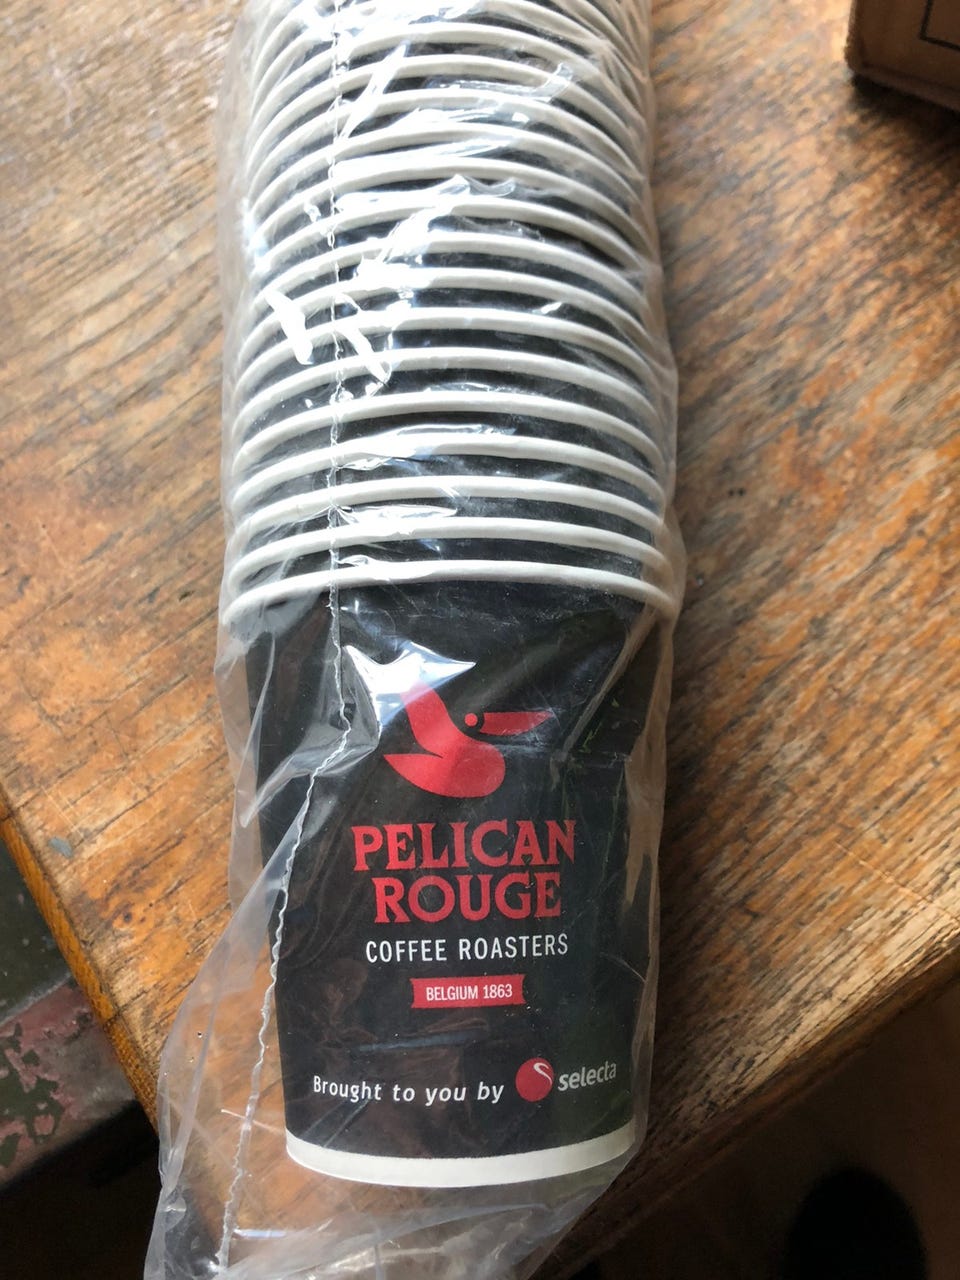 PELICAN
ROUGE
COFFEE ROASTERS
BELGIUM 1863
Brought to you by selecta